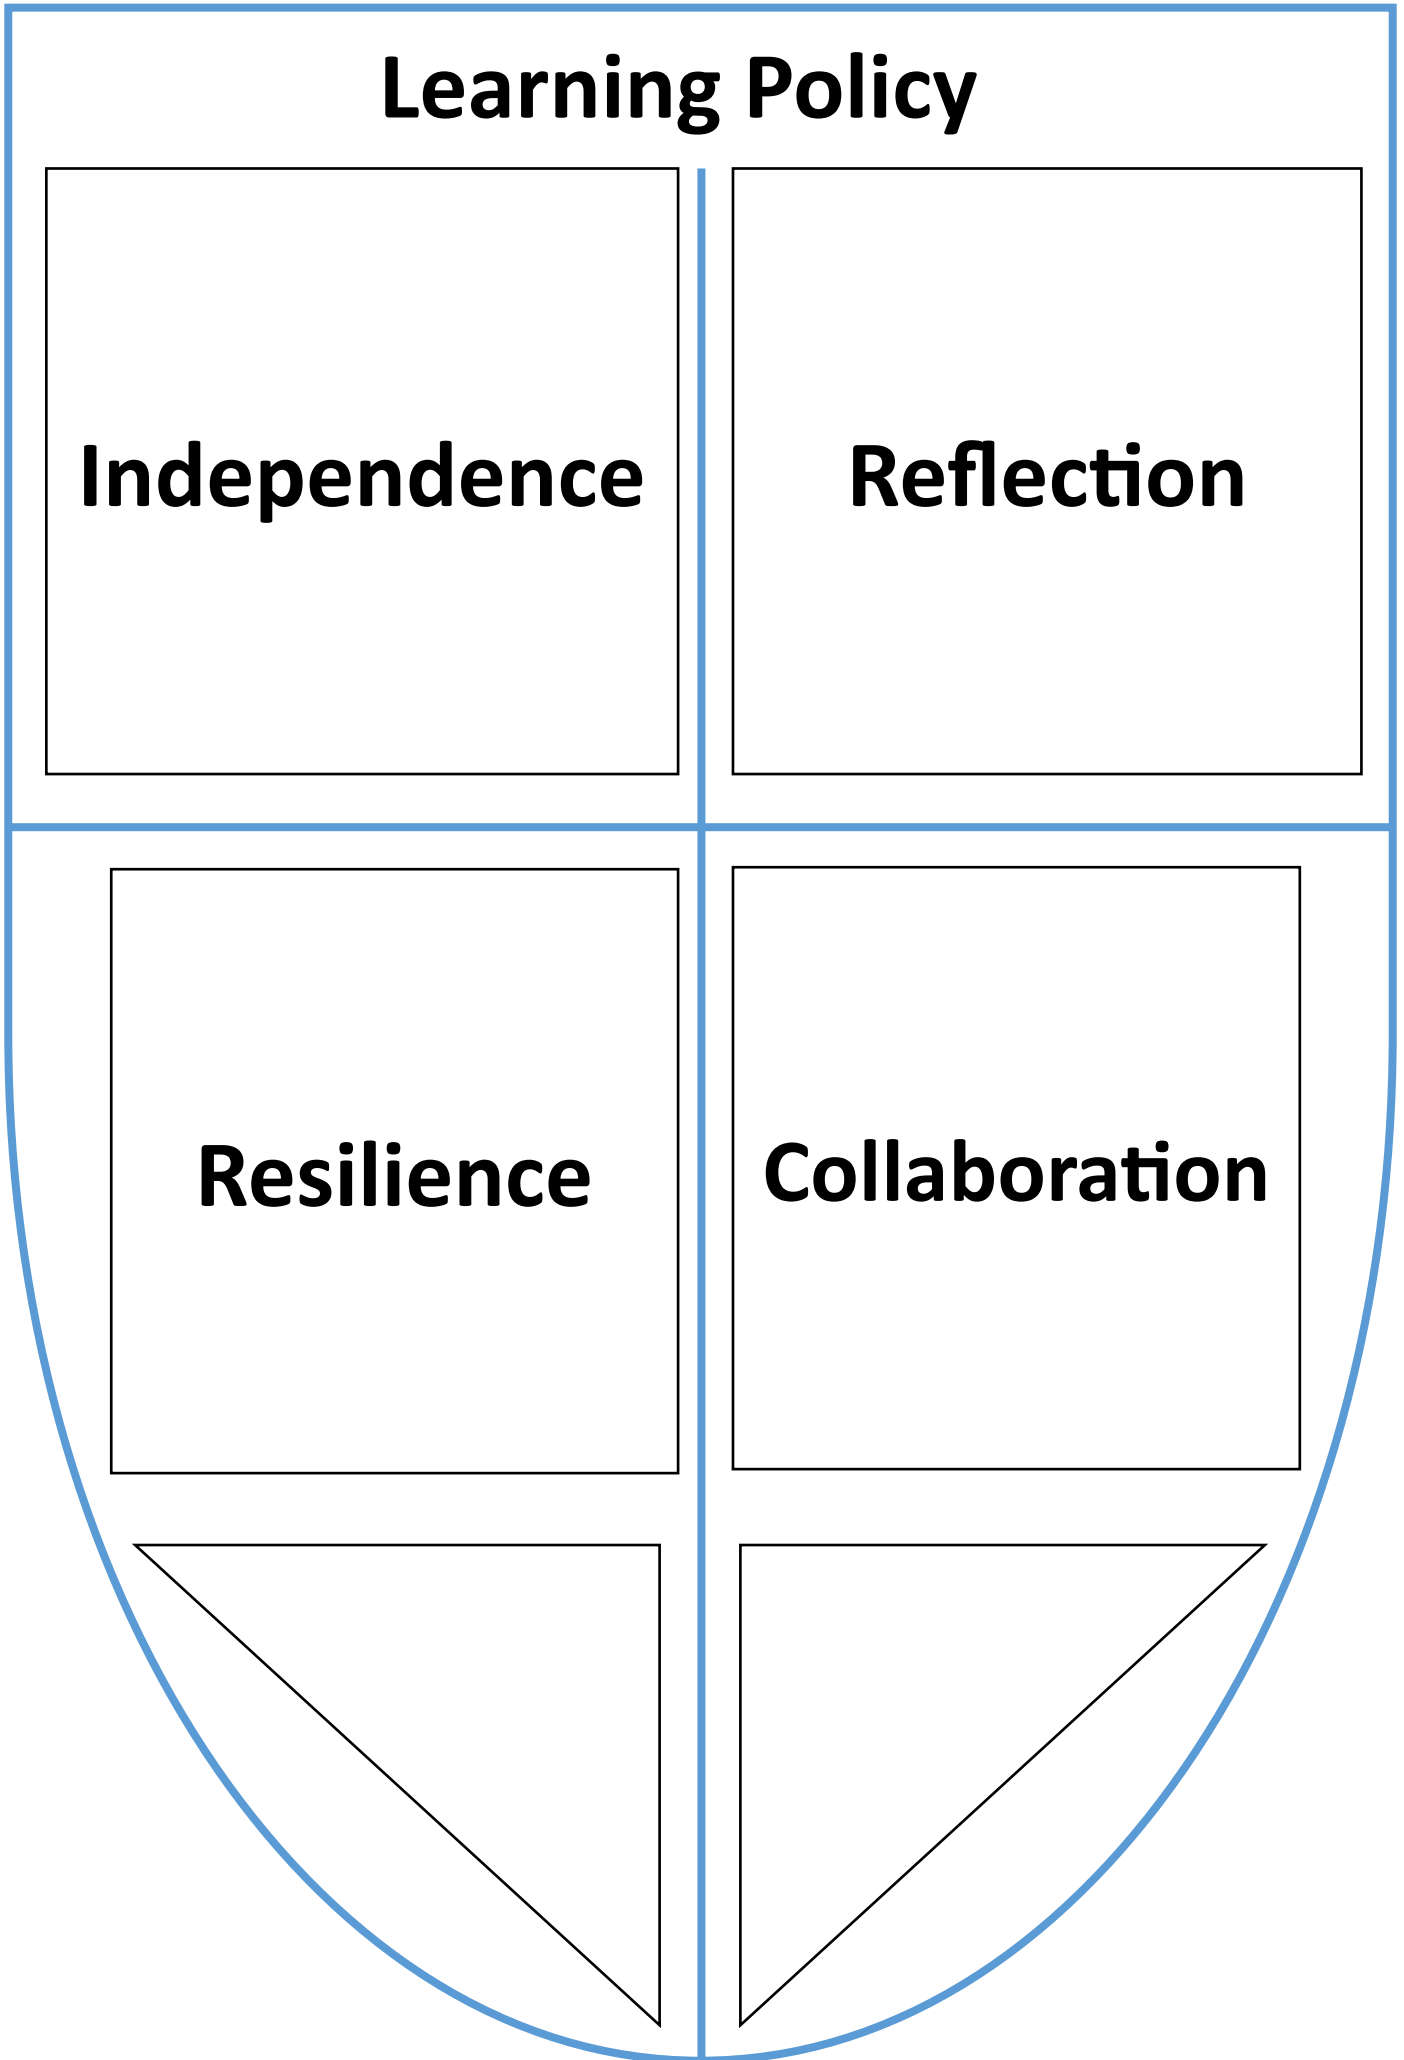 Learning Policy
Independence
Reflection
Resilience
Collaboration